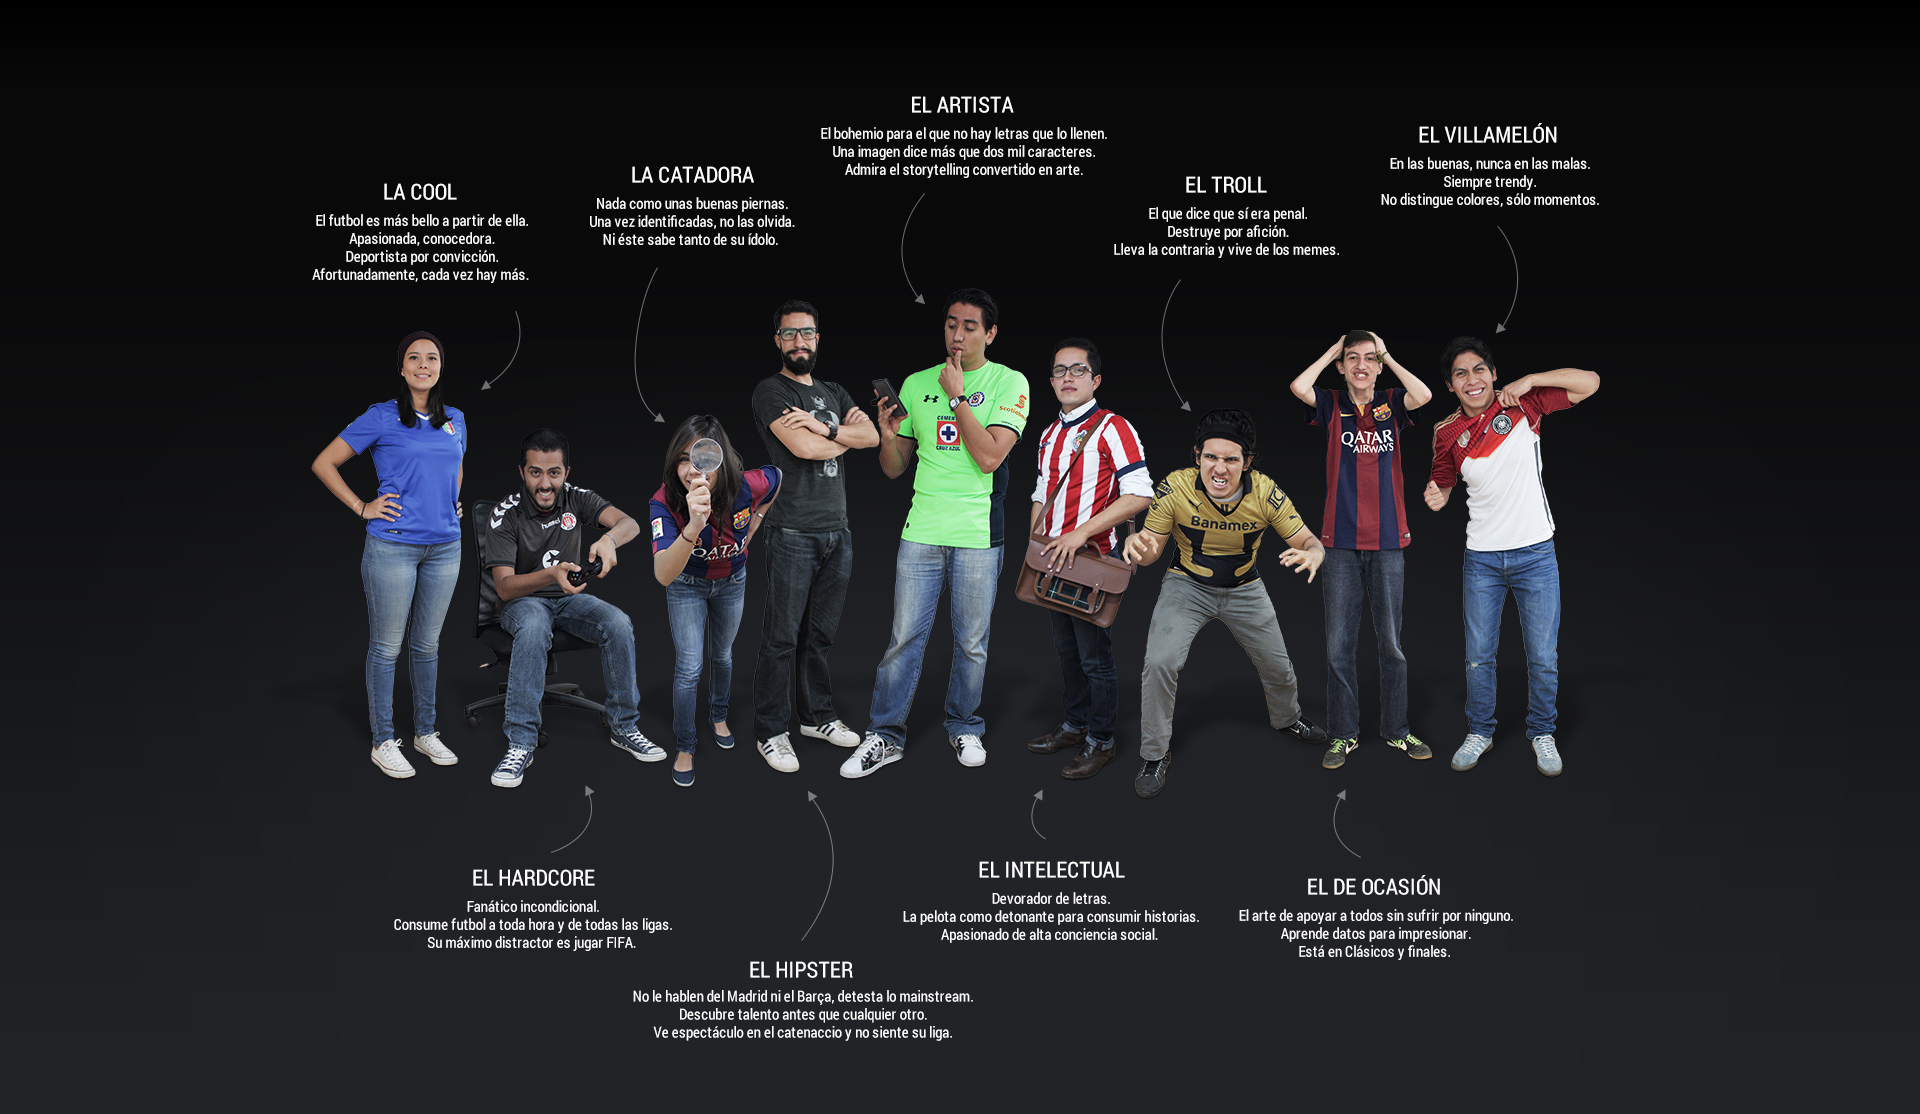 EL ARTISTA
El bohemio para el que no hay letras que lo llenen.
Una imagen dice más que dos mil caracteres.
Admira el storytelling convertido en arte.
EL VILLAMELÓN
En las buenas, nunca en las malas.
Siempre trendy.
No distingue colores, sólo momentos.
LA CATADORA
Nada como unas buenas piernas.
Una vez identificadas, no las olvida.
Ni éste sabe tanto de su ídolo.
EL TROLL
El que dice que sí era penal.
Destruye por afición.
Lleva la contraria y vive de los memes.
LA COOL
El futbol es más bello a partir de ella.
Apasionada, conocedora.
Deportista por convicción.
Afortunadamente, cada vez hay más.
hummel
QATAR
CEMENTO
CRUZ AZUL
Scotiabank
Banamex
QATAR
AIRWAYS
EL HARDCORE
Fanático incondicional.
Consume futbol a toda hora y de todas las ligas.
Su máximo distractor es jugar FIFA.
EL HIPSTER
No le hablen del Madrid ni el Barça, detesta lo mainstream.
Descubre talento antes que cualquier otro.
Ve espectáculo en el catenaccio y no siente su liga.
EL INTELECTUAL
Devorador de letras.
La pelota como detonante para consumir historias.
Apasionado de alta conciencia social.
EL DE OCASIÓN
El arte de apoyar a todos sin sufrir por ninguno.
Aprende datos para impresionar.
Está en Clásicos y finales.